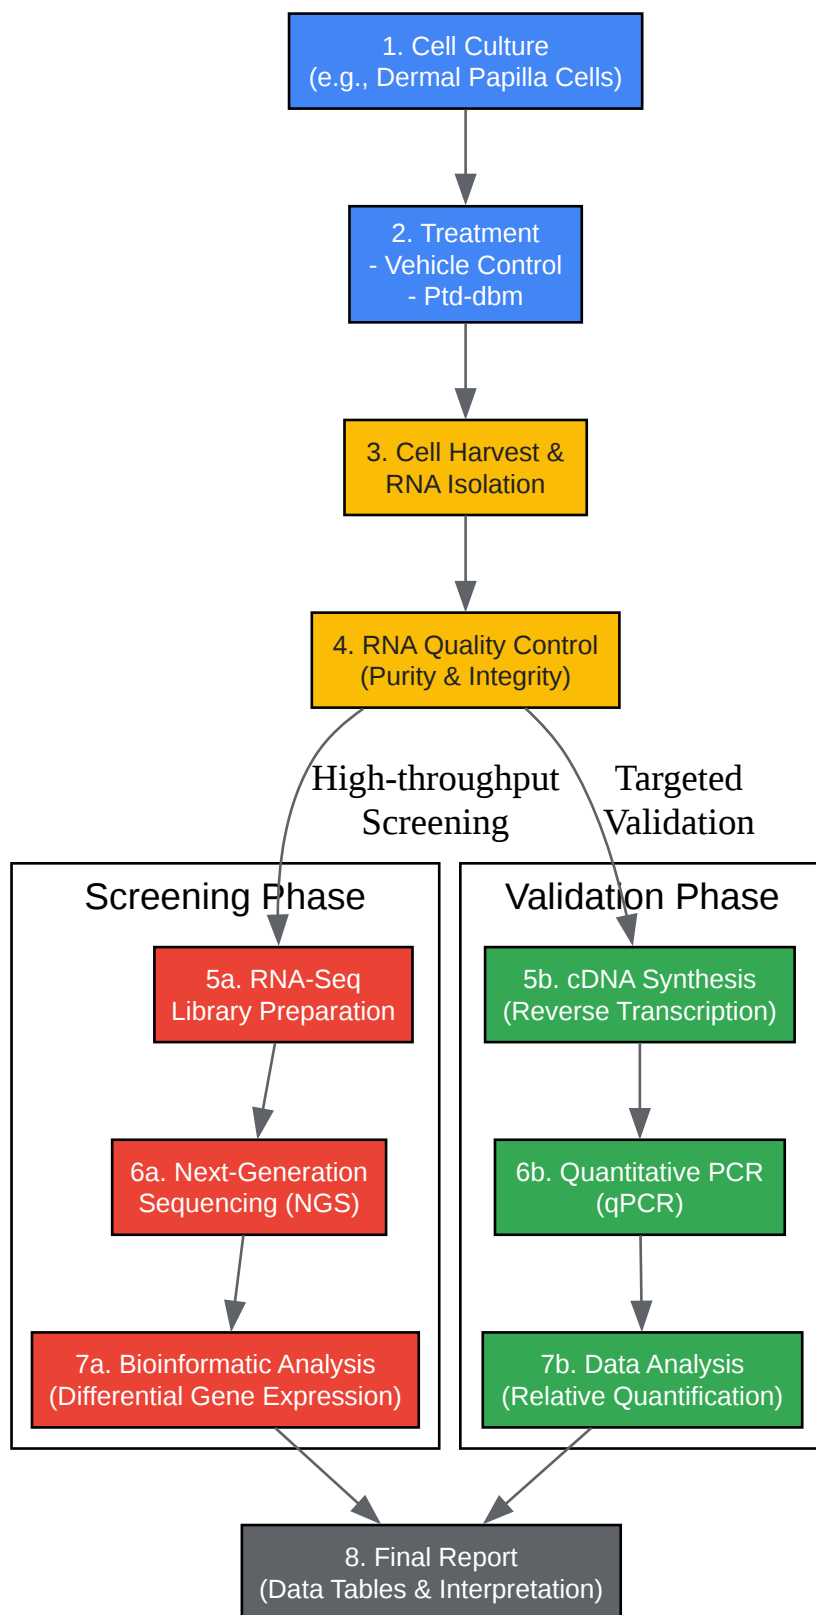 1. Cell Culture
(e.g., Dermal Papilla Cells)
2. Treatment
- Vehicle Control
- Ptd-dbm
3. Cell Harvest &
RNA Isolation
4. RNA Quality Control
(Purity & Integrity)
High-throughput
Screening
Targeted
Validation
Screening Phase
5a. RNA-Seq
Library Preparation
6a. Next-Generation
Sequencing (NGS)
7a. Bioinformatic Analysis
(Differential Gene Expression)
Validation Phase
5b. cDNA Synthesis
(Reverse Transcription)
6b. Quantitative PCR
(qPCR)
7b. Data Analysis
(Relative Quantification)
8. Final Report
(Data Tables & Interpretation)